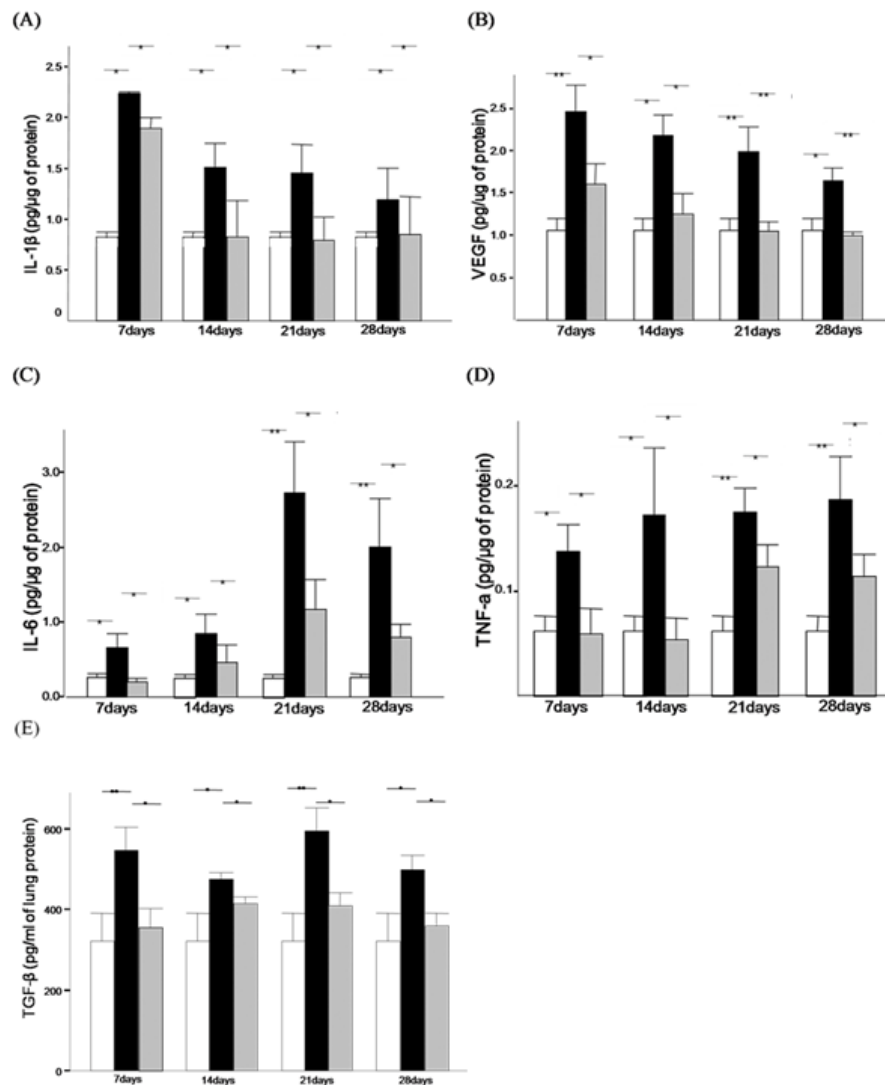 (A)
IL-1β (pg/µg of protein)
2.5
2.0
1.5
1.0
0.5
0
* * * * * * * *
7days 14days 21days 28days
(B)
VEGF (pg/ug of protein)
2.5
2.0
1.5
1.0
0.5
** * * * ** ** * **
7days 14days 21days 28days
(C)
IL-6 (pg/µg of protein)
3.0
2.0
1.0
0.0
* * * * ** * ** *
7days 14days 21days 28days
(D)
TNF-a (pg/µg of protein)
0.2
0.1
* * * * ** * ** *
7days 14days 21days 28days
(E)
TGF-β (pg/ml of lung protein)
600
400
200
0
** * * * ** * * *
7days 14days 21days 28days